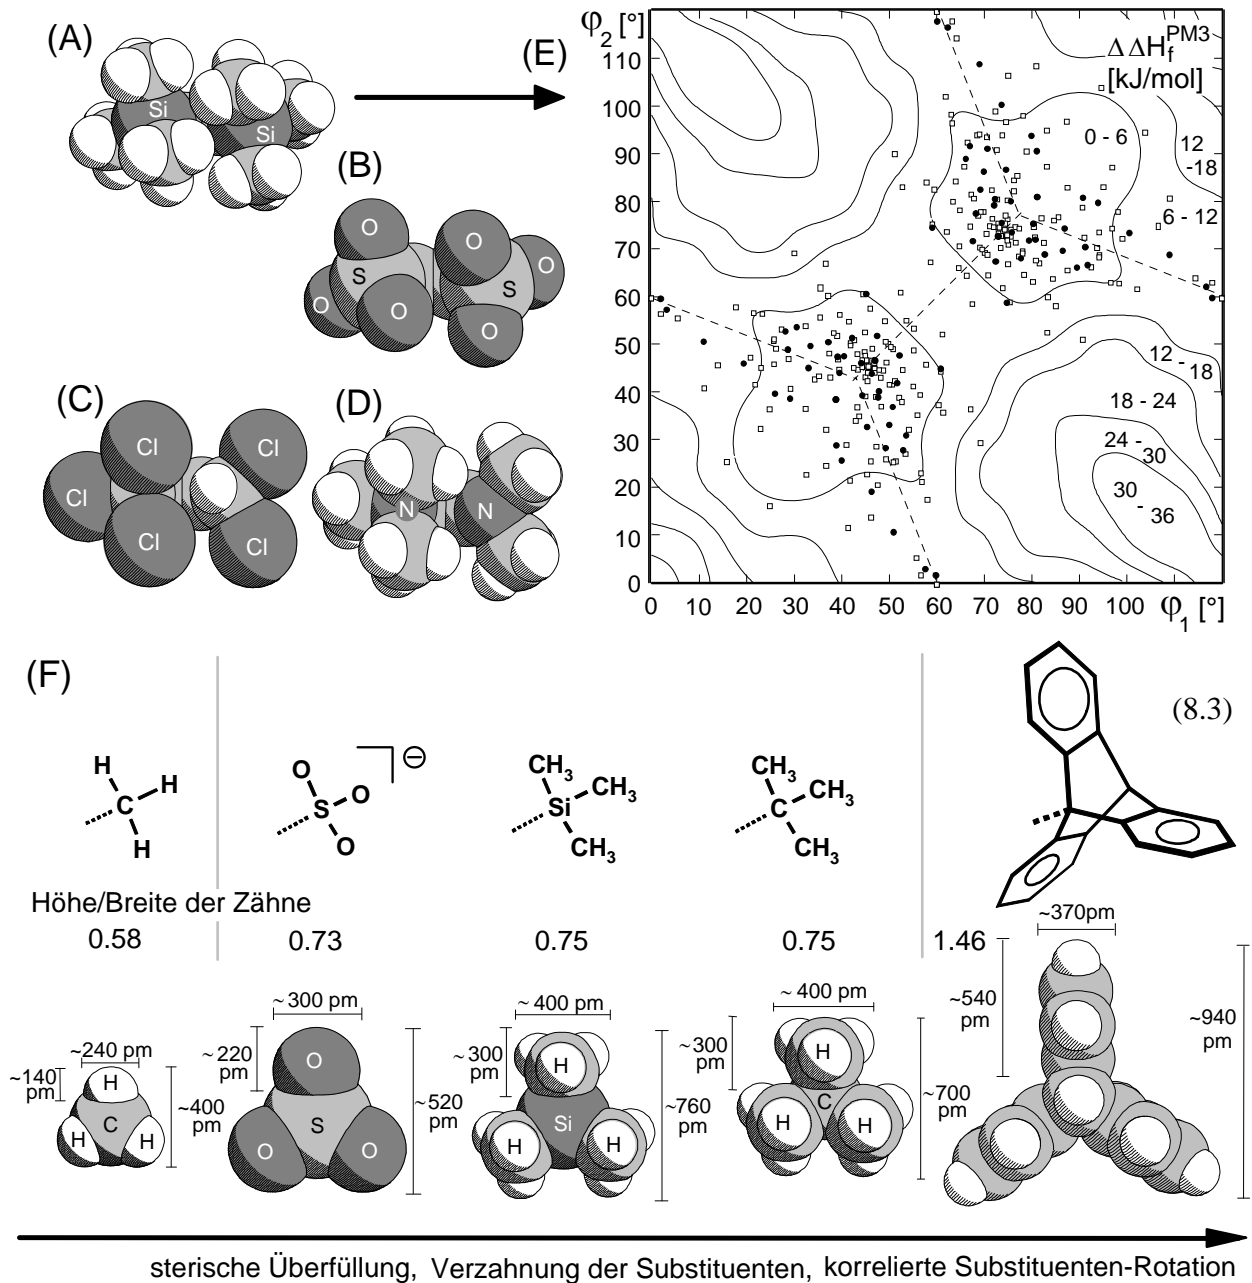 (A)
Si
Si
(B)
O
O
O
S
S
O
O
O
(C)
Cl
Cl
Cl
Cl
Cl
(D)
N
N
(E)
φ2 [°]
110
100
90
80
70
60
50
40
30
20
10
0
0 10 20 30 40 50 60 70 80 90 100 φ1 [°]
Δ ΔHf PM3
[kJ/mol]
0 - 6
12
-18
6 - 12
12
-18
18 - 24
24 -
30
30
-
36
(F)
(8.3)
H
H
C
H
O
O
S
O
⊖
CH3
CH3
Si
CH3
CH3
CH3
C
CH3
Höhe/Breite der Zähne
0.58 0.73 0.75 0.75 1.46
~370pm
~240 pm
~140
pm
~400
pm
H
C
H
H
~ 300 pm
~220
pm
~520
pm
O
S
O
O
~ 400 pm
~300
pm
~760
pm
H
Si
H
H
~ 400 pm
~300
pm
~700
pm
H
C
H
H
~540
pm
~940
pm
sterische Überfüllung, Verzahnung der Substituenten, korrelierte Substituenten-Rotation